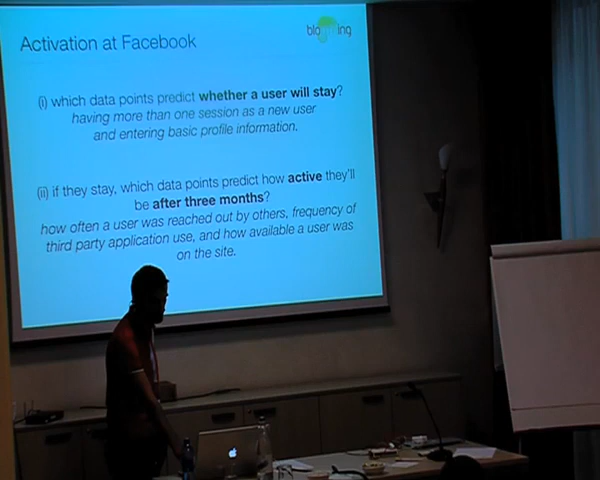 Activation at Facebook
blooming
(i) which data points predict whether a user will stay?
having more than one session as a new user
and entering basic profile information.
(ii) if they stay, which data points predict how active they'll
be after three months?
how often a user was reached out by others, frequency of
third party application use, and how available a user was
on the site.